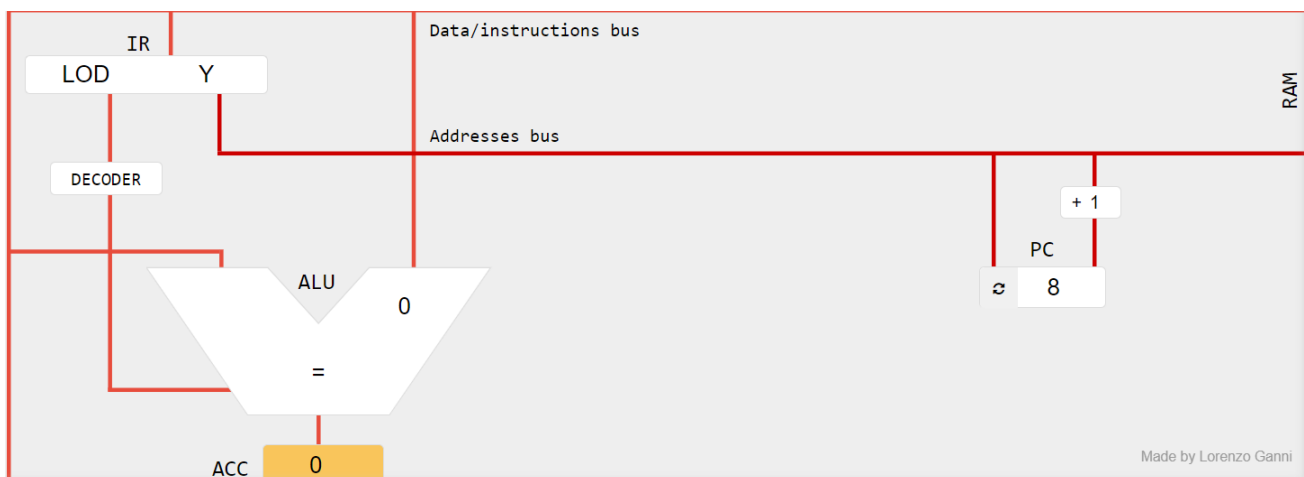 Data/instructions bus
IR
LOD Y
RAM
Addresses bus
DECODER
+ 1
PC
ALU
8
0
=
ACC 0
Made by Lorenzo Ganni